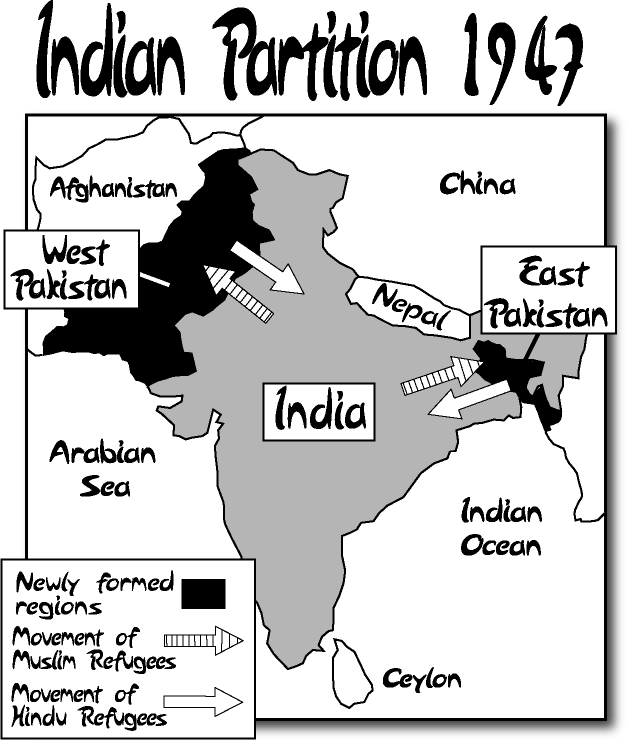 Indian Partition 1947
Afghanistan
China
West
Pakistan
East
Pakistan
Nepal
India
Arabian
Sea
Indian
Ocean
Ceylon
Newly formed
regions
Movement of
Muslim Refugees
Movement of
Hindu Refugees